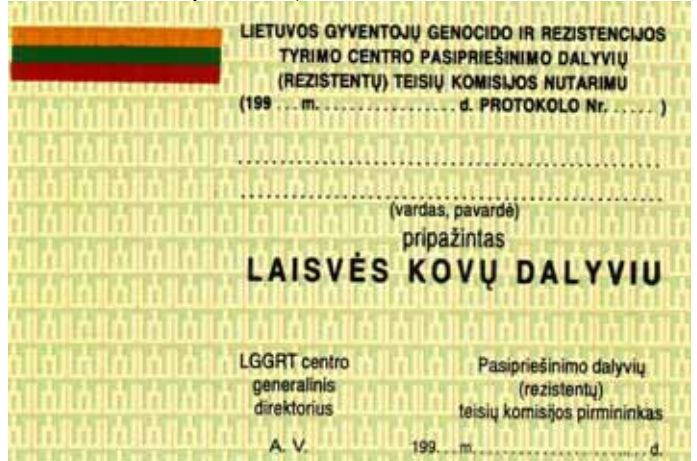 LIETUVOS GYVENTOJŲ GENOCIDO IR REZISTENCIJOS
TYRIMO CENTRO PASIPRIEŠINIMO DALYVIŲ
(REZISTENTŲ) TEISIŲ KOMISIJOS NUTARIMU
(199 ... m. ................. d. PROTOKOLO Nr. ...... )
(vardas, pavardė)
pripažintas
LAISVĖS KOVŲ DALYVIU
LGGRT centro
generalinis
direktorius
A. V.
Pasipriešinimo dalyvių
(rezistentų)
teisių komisijos pirmininkas
199... m. ........................ d.